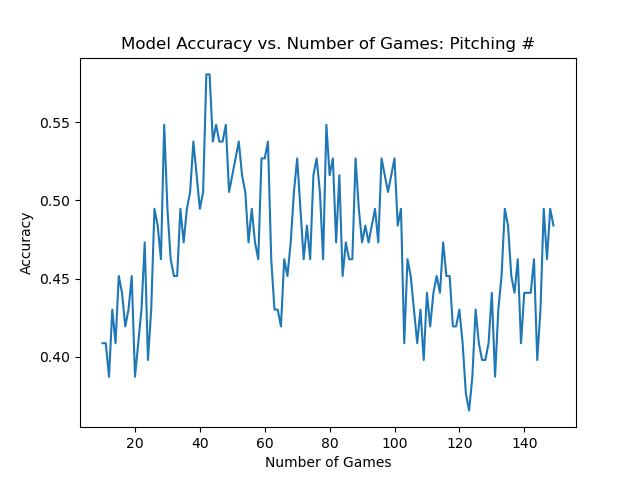 Model Accuracy vs. Number of Games: Pitching #
0.55
0.50
0.45
0.40
Accuracy
20 40 60 80 100 120 140
Number of Games